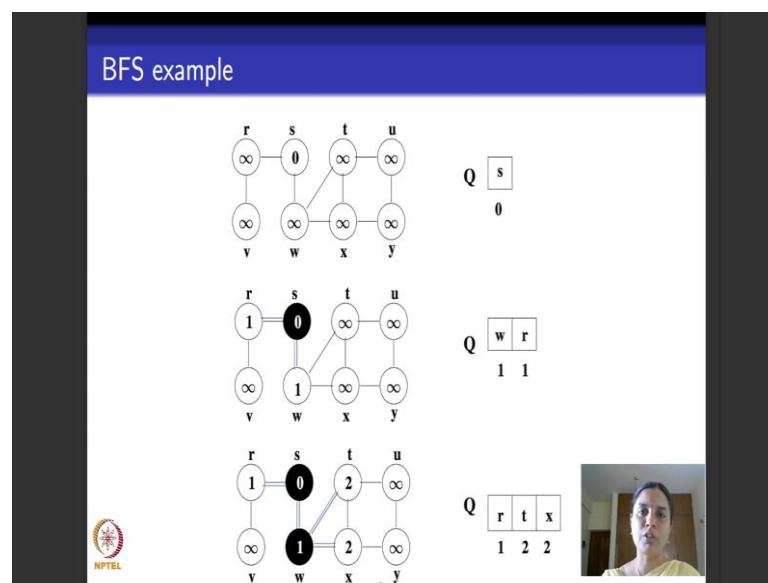 BFS example
r s t u
∞ 0 ∞ ∞
Q s
0
∞ ∞ ∞ ∞
v w x y
r s t u
1 0 ∞ ∞
Q w r
1 1
∞ 1 ∞ ∞
v w x y
r s t u
1 0 2 ∞
Q r t x
1 2 2
∞ 1 2 ∞
v w x y
NPTEL